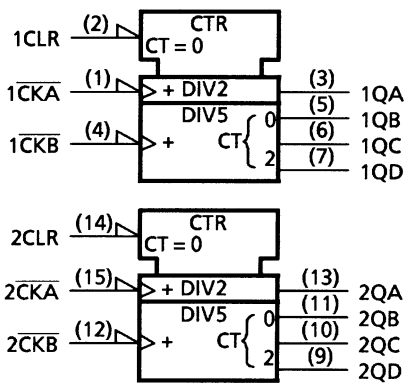 (2) CTR
1CLR CT = 0
(1) (3)
1C̅K̅A̅ + DIV2 1QA
DIV5 (5)
0 1QB
(4) (6)
1C̅K̅B̅ + CT 1QC
(7)
2 1QD
(14) CTR
2CLR CT = 0
(15) (13)
2C̅K̅A̅ + DIV2 2QA
DIV5 (11)
0 2QB
(12) (10)
2C̅K̅B̅ + CT 2QC
(9)
2 2QD